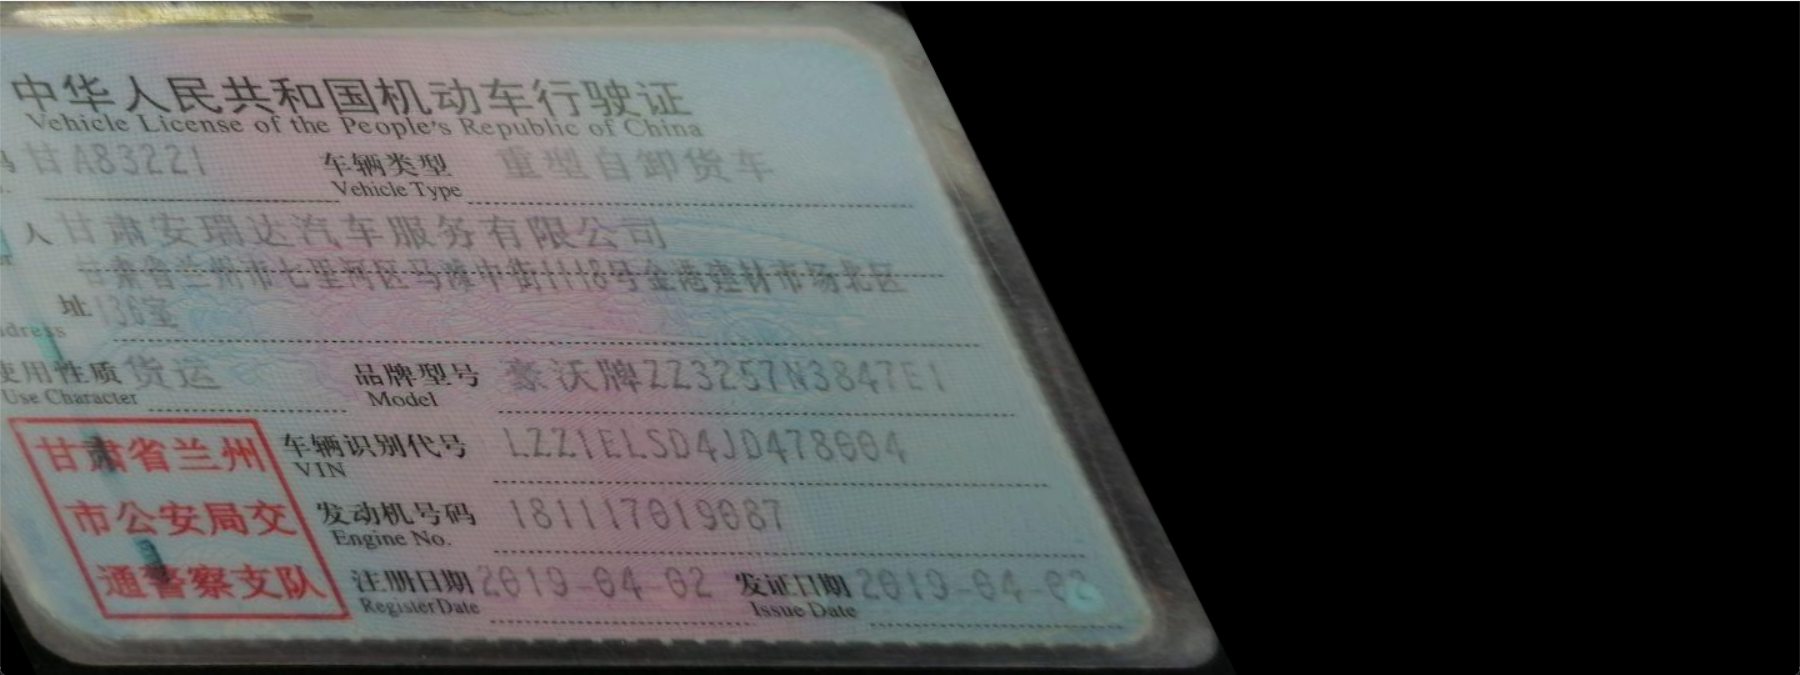 中华人民共和国机动车行驶证
Vehicle License of the People's Republic of China
甘A83221 车辆类型 重型自卸货车
Vehicle Type
人 甘肃安瑞达汽车服务有限公司
甘肃省兰州市七里河区马滩中街1118号金港建材市场北区
址 136室
dress
使用性质 货运 品牌型号 豪沃牌ZZ3257N3847E1
Use Character Model
甘肃省兰州 车辆识别代号 LZZ1ELSD4JD478004
VIN
市公安局交 发动机号码 181117019087
Engine No.
通警察支队 注册日期 2019-04-02 发证日期 2019-04-02
Register Date Issue Date